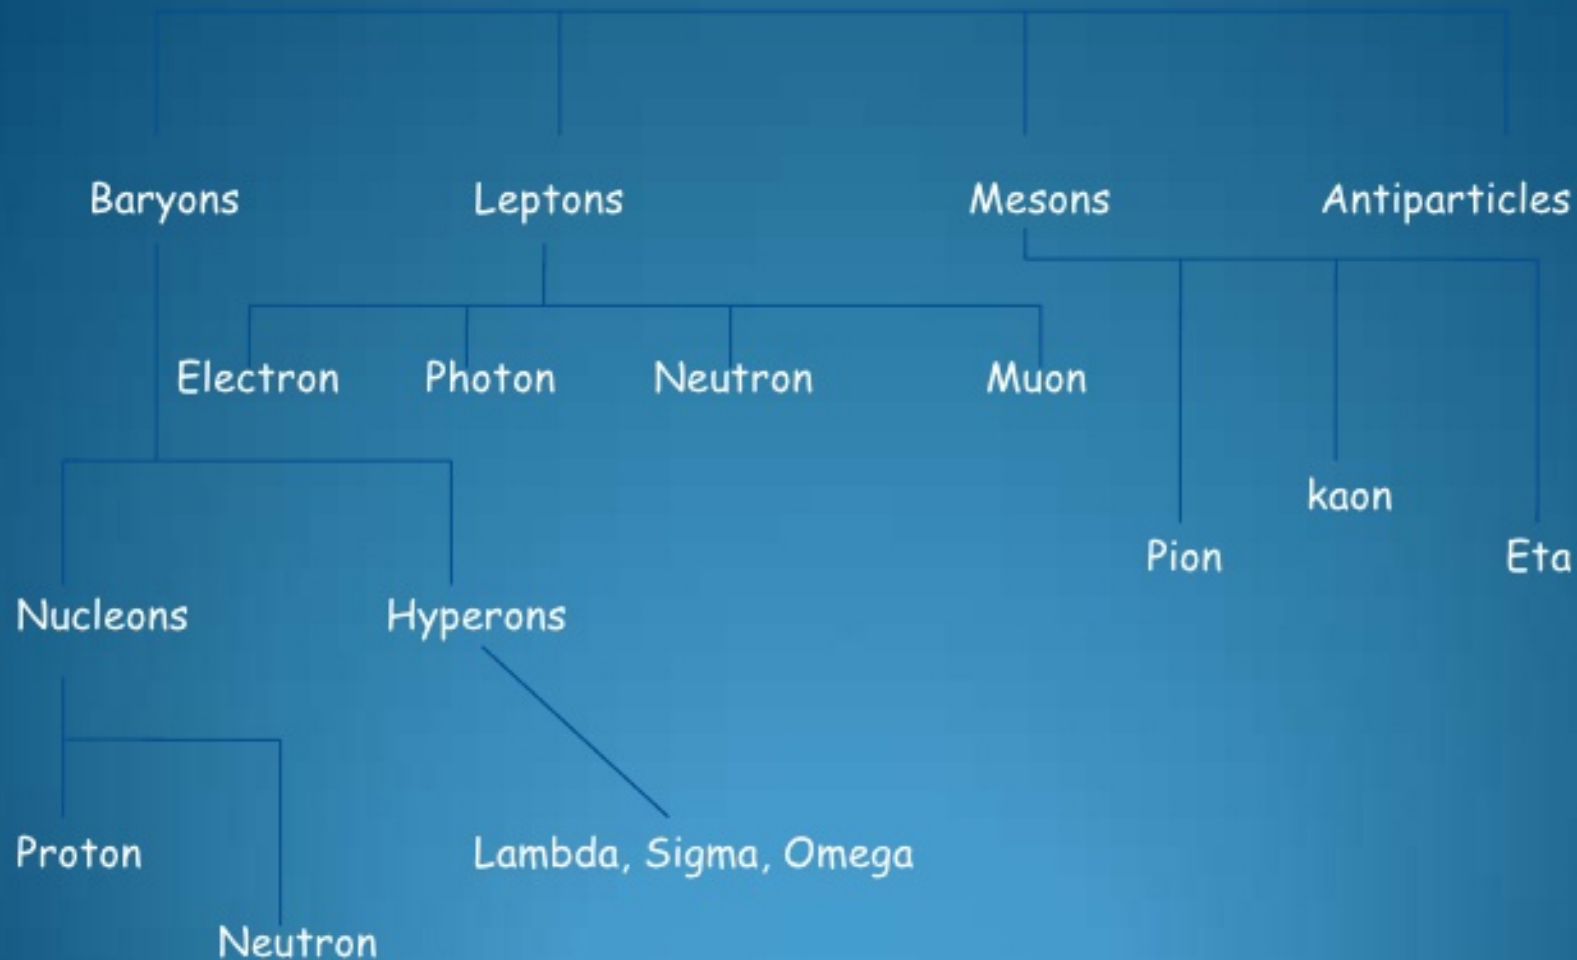 Baryons Leptons Mesons Antiparticles
Electron Photon Neutron Muon
kaon
Pion Eta
Nucleons Hyperons
Proton Lambda, Sigma, Omega
Neutron